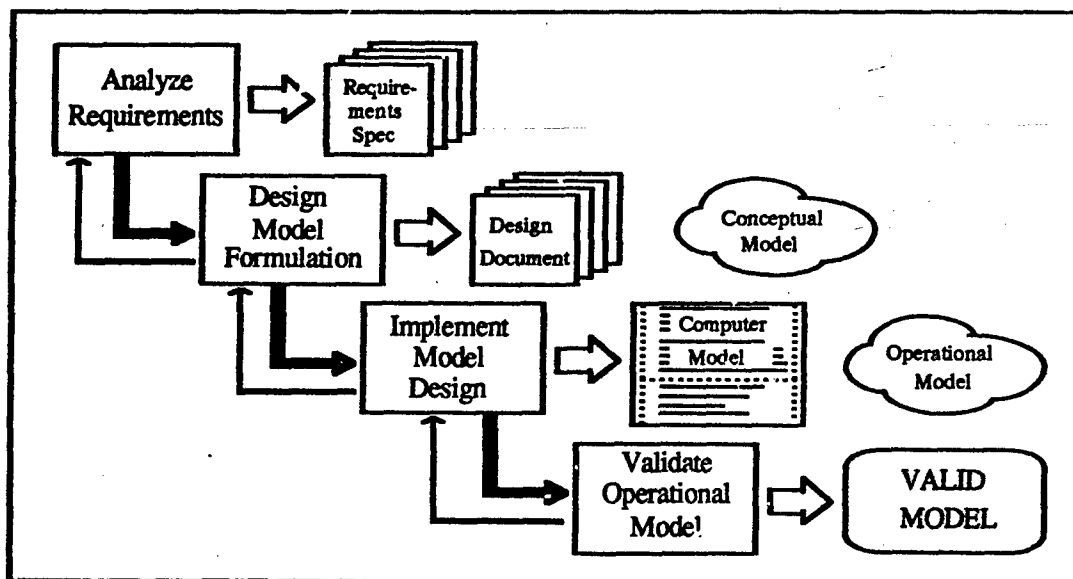 Analyze
Requirements
Require-
ments
Spec
Design
Model
Formulation
Design
Document
Conceptual
Model
Implement
Model
Design
Computer
Model
Operational
Model
Validate
Operational
Model
VALID
MODEL